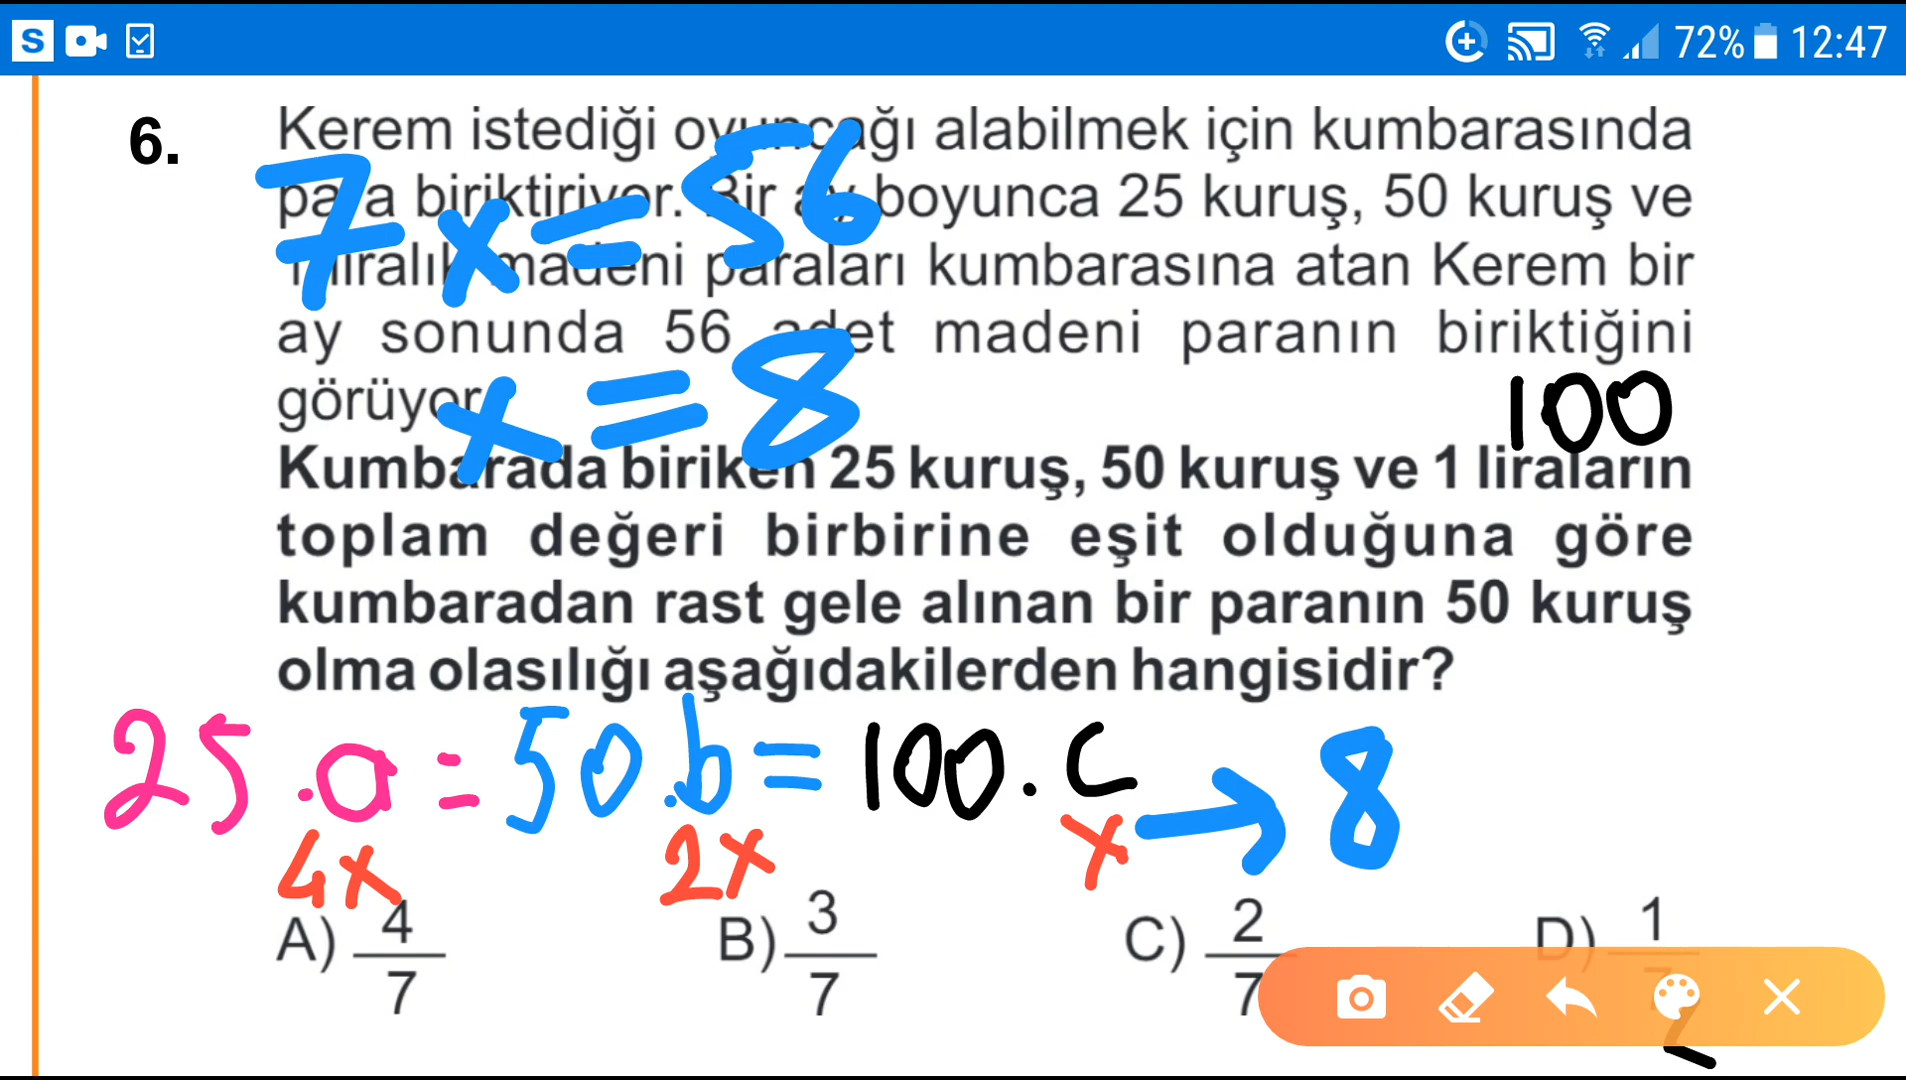 S 72% 12:47
6. Kerem istediği oyuncağı alabilmek için kumbarasında
para biriktiriyor. Bir ay boyunca 25 kuruş, 50 kuruş ve
1 liralık madeni paraları kumbarasına atan Kerem bir
ay sonunda 56 adet madeni paranın biriktiğini
görüyor.
7x=56
x=8
100
Kumbarada biriken 25 kuruş, 50 kuruş ve 1 liraların
toplam değeri birbirine eşit olduğuna göre
kumbaradan rast gele alınan bir paranın 50 kuruş
olma olasılığı aşağıdakilerden hangisidir?
25.a=50.b=100.c
4x 2x x→8
A) 4/7 B) 3/7 C) 2/7 D) 1/7